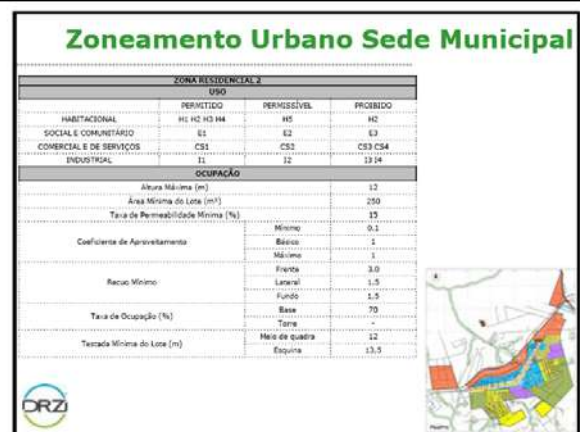 Zoneamento Urbano Sede Municipal
ZONA RESIDENCIAL 2
USO
PERMITIDO PERMISSÍVEL PROIBIDO
HABITACIONAL H1 H2 H3 H4 H5 H2
SOCIAL E COMUNITÁRIO E1 E2 E3
COMERCIAL E DE SERVIÇOS CS1 CS2 CS3 CS4
INDUSTRIAL I1 I2 I3 I4
OCUPAÇÃO
Altura Máxima (m) 12
Área Mínima do Lote (m²) 250
Taxa de Permeabilidade Mínima (%) 15
Coeficiente de Aproveitamento Mínimo 0.1
Básico 1
Máximo 1
Recuo Mínimo Frente 3.0
Lateral 1.5
Fundo 1.5
Taxa de Ocupação (%) Base 70
Torre -
Testada Mínima do Lote (m) Meio de quadra 12
Esquina 13.5
DRZ